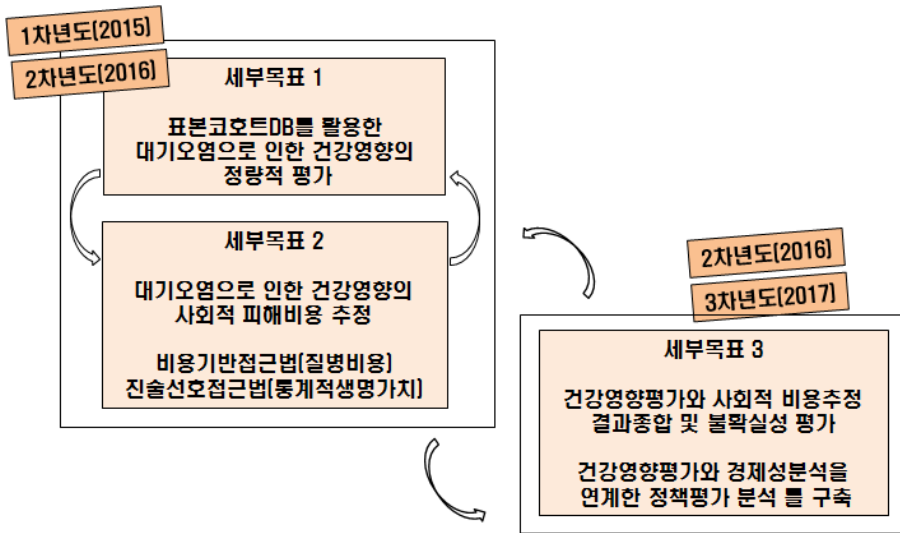 1차년도(2015)
2차년도(2016)
세부목표 1
표본코호트DB를 활용한
대기오염으로 인한 건강영향의
정량적 평가
세부목표 2
대기오염으로 인한 건강영향의
사회적 피해비용 추정
비용기반접근법(질병비용)
진술선호접근법(통계적생명가치)
2차년도(2016)
3차년도(2017)
세부목표 3
건강영향평가와 사회적 비용추정
결과종합 및 불확실성 평가
건강영향평가와 경제성분석을
연계한 정책평가 분석 틀 구축